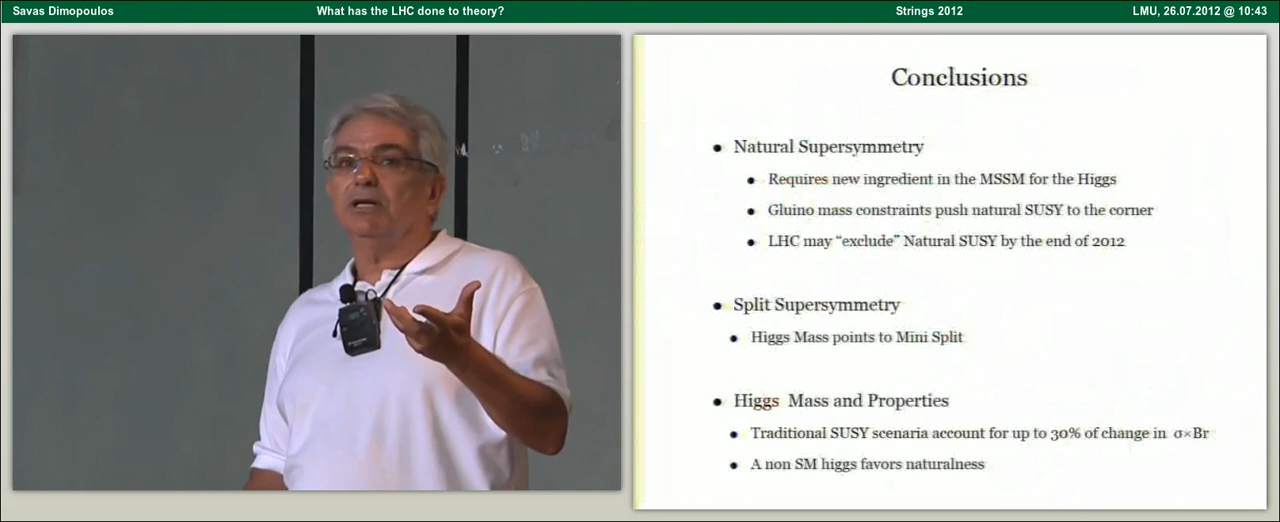 Savas Dimopoulos
What has the LHC done to theory?
Strings 2012
LMU, 26.07.2012 @ 10:43
Conclusions
• Natural Supersymmetry
• Requires new ingredient in the MSSM for the Higgs
• Gluino mass constraints push natural SUSY to the corner
• LHC may “exclude” Natural SUSY by the end of 2012
• Split Supersymmetry
• Higgs Mass points to Mini Split
• Higgs Mass and Properties
• Traditional SUSY scenaria account for up to 30% of change in σ×Br
• A non SM higgs favors naturalness